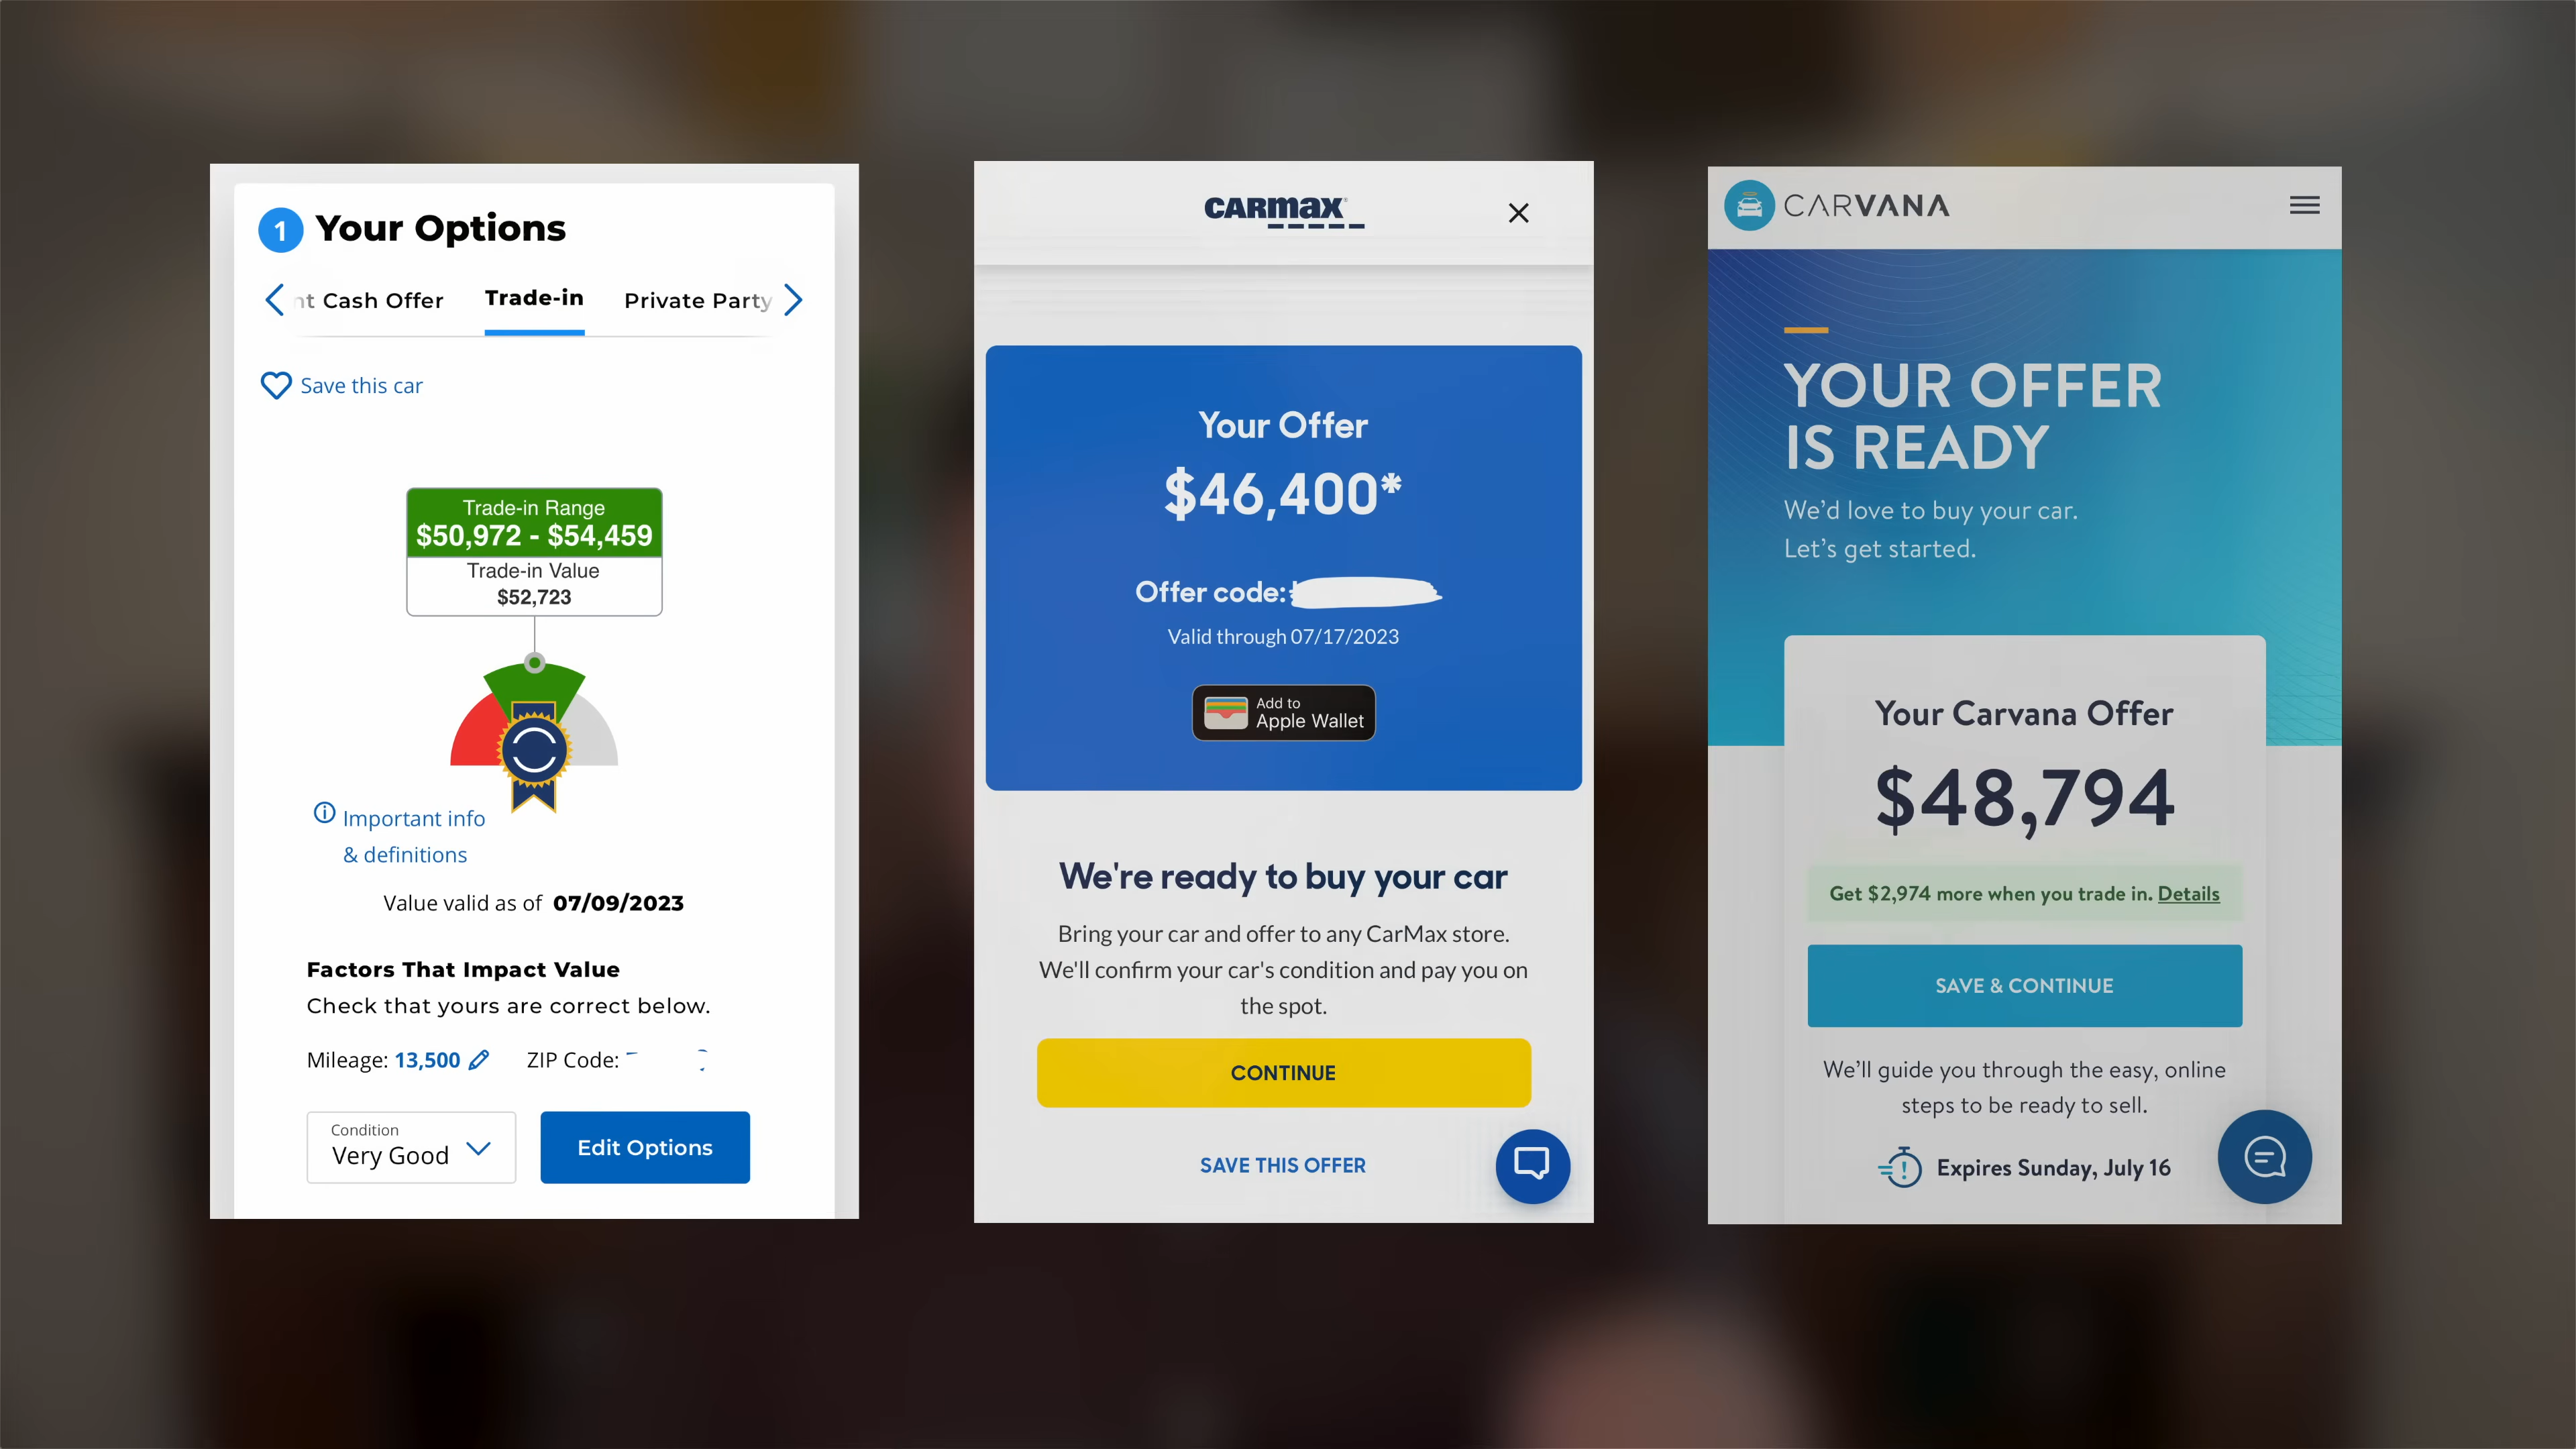 1 Your Options
nt Cash Offer Trade-in Private Party
Save this car
Trade-in Range
$50,972 - $54,459
Trade-in Value
$52,723
Important info
& definitions
Value valid as of 07/09/2023
Factors That Impact Value
Check that yours are correct below.
Mileage: 13,500 ZIP Code:
Condition
Very Good
Edit Options
CARMAX
Your Offer
$46,400*
Offer code:
Valid through 07/17/2023
Add to
Apple Wallet
We're ready to buy your car
Bring your car and offer to any CarMax store.
We'll confirm your car's condition and pay you on
the spot.
CONTINUE
SAVE THIS OFFER
CARVANA
YOUR OFFER
IS READY
We'd love to buy your car.
Let's get started.
Your Carvana Offer
$48,794
Get $2,974 more when you trade in. Details
SAVE & CONTINUE
We'll guide you through the easy, online
steps to be ready to sell.
Expires Sunday, July 16